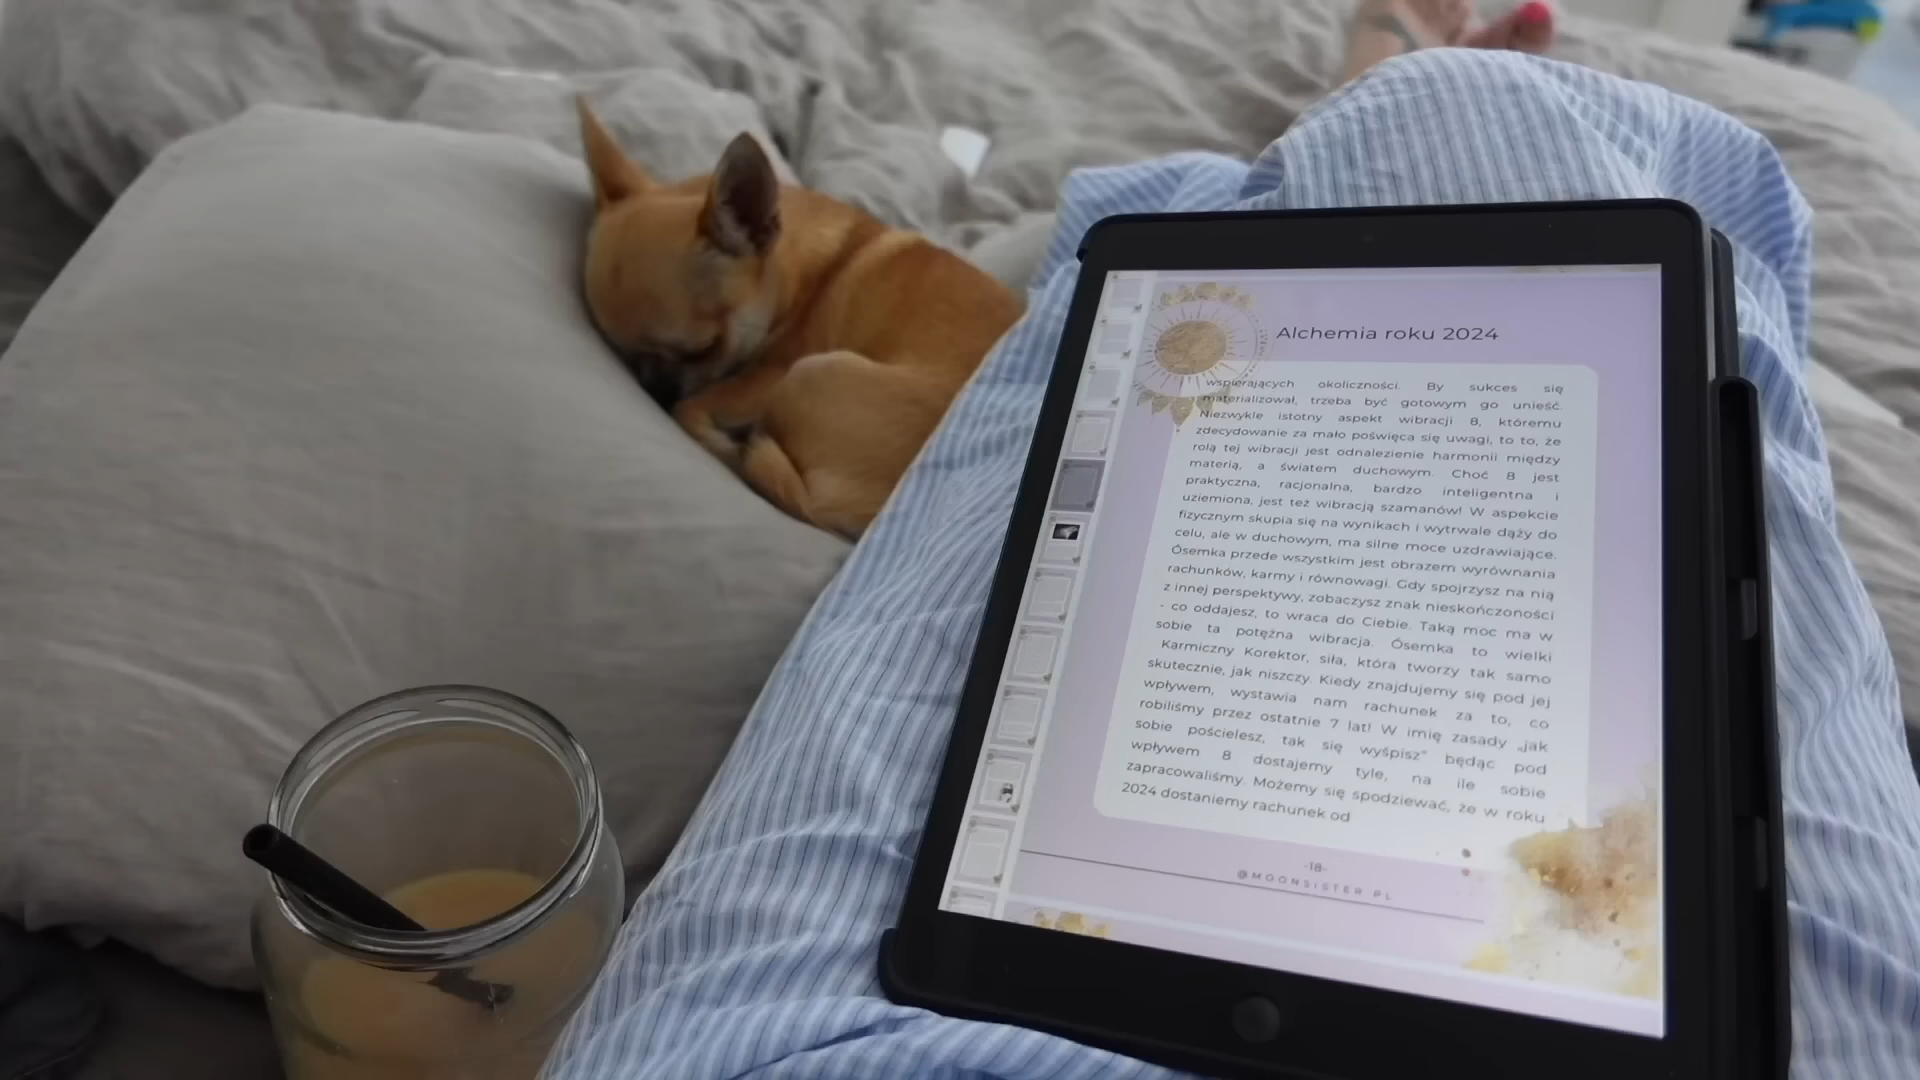 Alchemia roku 2024
wspierających okoliczności. By sukces się
materializował, trzeba być gotowym go unieść.
Niezwykle istotny aspekt wibracji 8, któremu
zdecydowanie za mało poświęca się uwagi, to to, że
rolą tej wibracji jest odnalezienie harmonii między
materią, a światem duchowym. Choć 8 jest
praktyczna, racjonalna, bardzo inteligentna i
uziemiona, jest też wibracją szamanów! W aspekcie
fizycznym skupia się na wynikach i wytrwale dąży do
celu, ale w duchowym, ma silne moce uzdrawiające.
Ósemka przede wszystkim jest obrazem wyrównania
rachunków, karmy i równowagi. Gdy spojrzysz na nią
z innej perspektywy, zobaczysz znak nieskończoności
- co oddajesz, to wraca do Ciebie. Taką moc ma w
sobie ta potężna wibracja. Ósemka to wielki
Karmiczny Korektor, siła, która tworzy tak samo
skutecznie, jak niszczy. Kiedy znajdujemy się pod jej
wpływem, wystawia nam rachunek za to, co
robiliśmy przez ostatnie 7 lat! W imię zasady „jak
sobie pościelesz, tak się wyśpisz” będąc pod
wpływem 8 dostajemy tyle, na ile sobie
zapracowaliśmy. Możemy się spodziewać, że w roku
2024 dostaniemy rachunek od
-18-
@MOONSISTER.PL